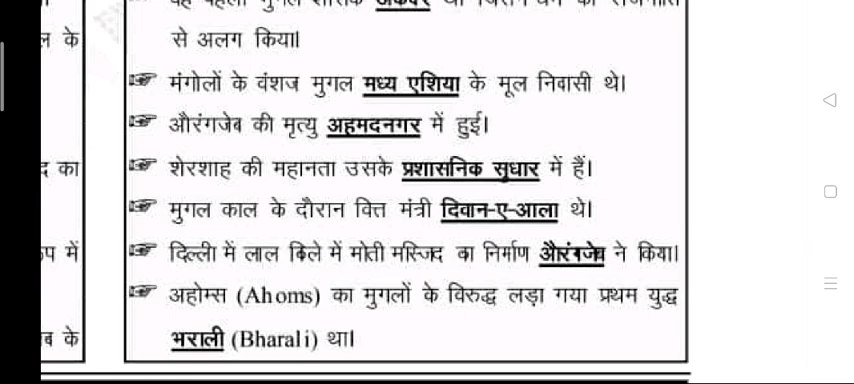 ल के
से अलग किया।
मंगोलों के वंशज मुगल मध्य एशिया के मूल निवासी थे।
औरंगजेब की मृत्यु अहमदनगर में हुई।
द का
शेरशाह की महानता उसके प्रशासनिक सुधार में हैं।
मुगल काल के दौरान वित्त मंत्री दिवान-ए-आला थे।
प में
दिल्ली में लाल किले में मोती मस्जिद का निर्माण औरंगजेब ने किया।
अहोम्स (Ahoms) का मुगलों के विरुद्ध लड़ा गया प्रथम युद्ध
ब के
भराली (Bharali) था।